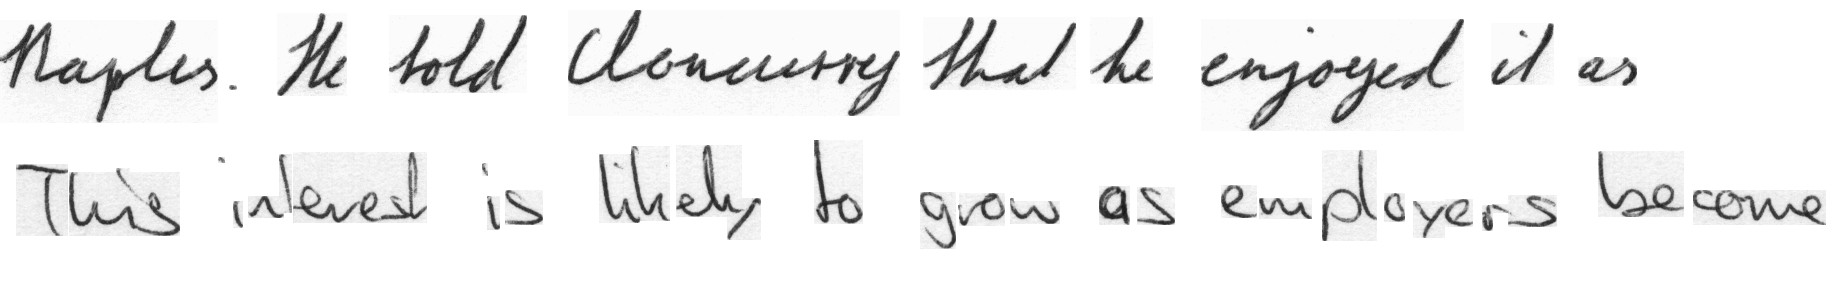 Naples. He told Cloncurry that he enjoyed it as
This interest is likely to grow as employers become